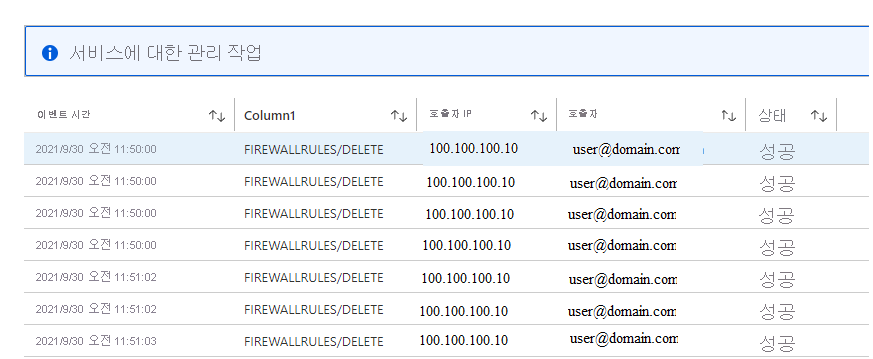 서비스에 대한 관리 작업
이벤트 시간 Column1 호출자 IP 호출자 상태
2021/9/30 오전 11:50:00 FIREWALLRULES/DELETE 100.100.100.10 user@domain.com 성공
2021/9/30 오전 11:50:00 FIREWALLRULES/DELETE 100.100.100.10 user@domain.com 성공
2021/9/30 오전 11:50:00 FIREWALLRULES/DELETE 100.100.100.10 user@domain.com 성공
2021/9/30 오전 11:50:00 FIREWALLRULES/DELETE 100.100.100.10 user@domain.com 성공
2021/9/30 오전 11:51:02 FIREWALLRULES/DELETE 100.100.100.10 user@domain.com 성공
2021/9/30 오전 11:51:02 FIREWALLRULES/DELETE 100.100.100.10 user@domain.com 성공
2021/9/30 오전 11:51:03 FIREWALLRULES/DELETE 100.100.100.10 user@domain.com 성공